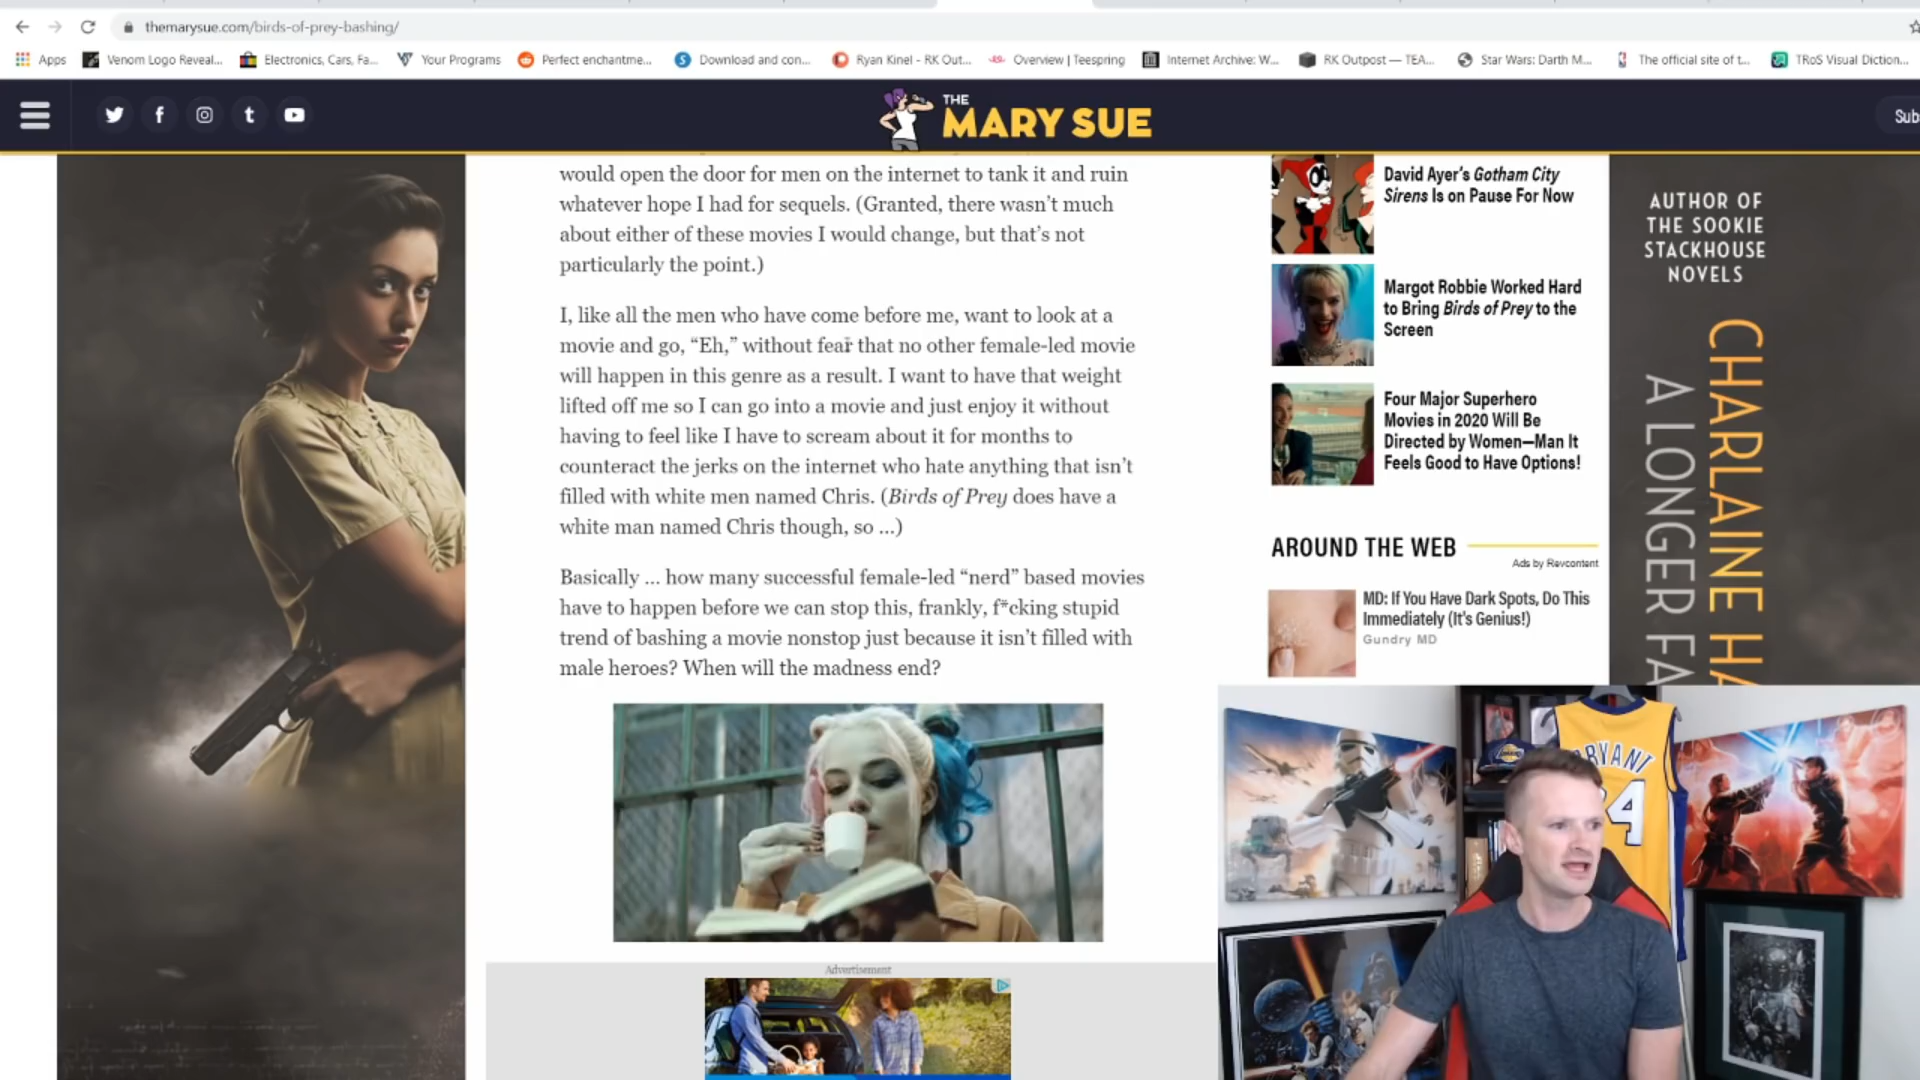 themarysue.com/birds-of-prey-bashing/
Apps
Venom Logo Reveal...
Electronics, Cars, Fa...
Your Programs
Perfect enchantme...
Download and con...
Ryan Kinel - RK Out...
Overview | Teespring
Internet Archive: W...
RK Outpost — TEA...
Star Wars: Darth M...
The official site of t...
TRoS Visual Diction...
THE
MARY SUE
Subs
would open the door for men on the internet to tank it and ruin
whatever hope I had for sequels. (Granted, there wasn't much
about either of these movies I would change, but that's not
particularly the point.)
I, like all the men who have come before me, want to look at a
movie and go, “Eh,” without fear that no other female-led movie
will happen in this genre as a result. I want to have that weight
lifted off me so I can go into a movie and just enjoy it without
having to feel like I have to scream about it for months to
counteract the jerks on the internet who hate anything that isn't
filled with white men named Chris. (Birds of Prey does have a
white man named Chris though, so ...)
Basically ... how many successful female-led “nerd” based movies
have to happen before we can stop this, frankly, f*cking stupid
trend of bashing a movie nonstop just because it isn't filled with
male heroes? When will the madness end?
Advertisement
David Ayer's Gotham City
Sirens Is on Pause For Now
Margot Robbie Worked Hard
to Bring Birds of Prey to the
Screen
Four Major Superhero
Movies in 2020 Will Be
Directed by Women—Man It
Feels Good to Have Options!
AROUND THE WEB
Ads by Revcontent
MD: If You Have Dark Spots, Do This
Immediately (It's Genius!)
Gundry MD
AUTHOR OF
THE SOOKIE
STACKHOUSE
NOVELS
CHARLAINE HA
A LONGER FA
RYANT
24